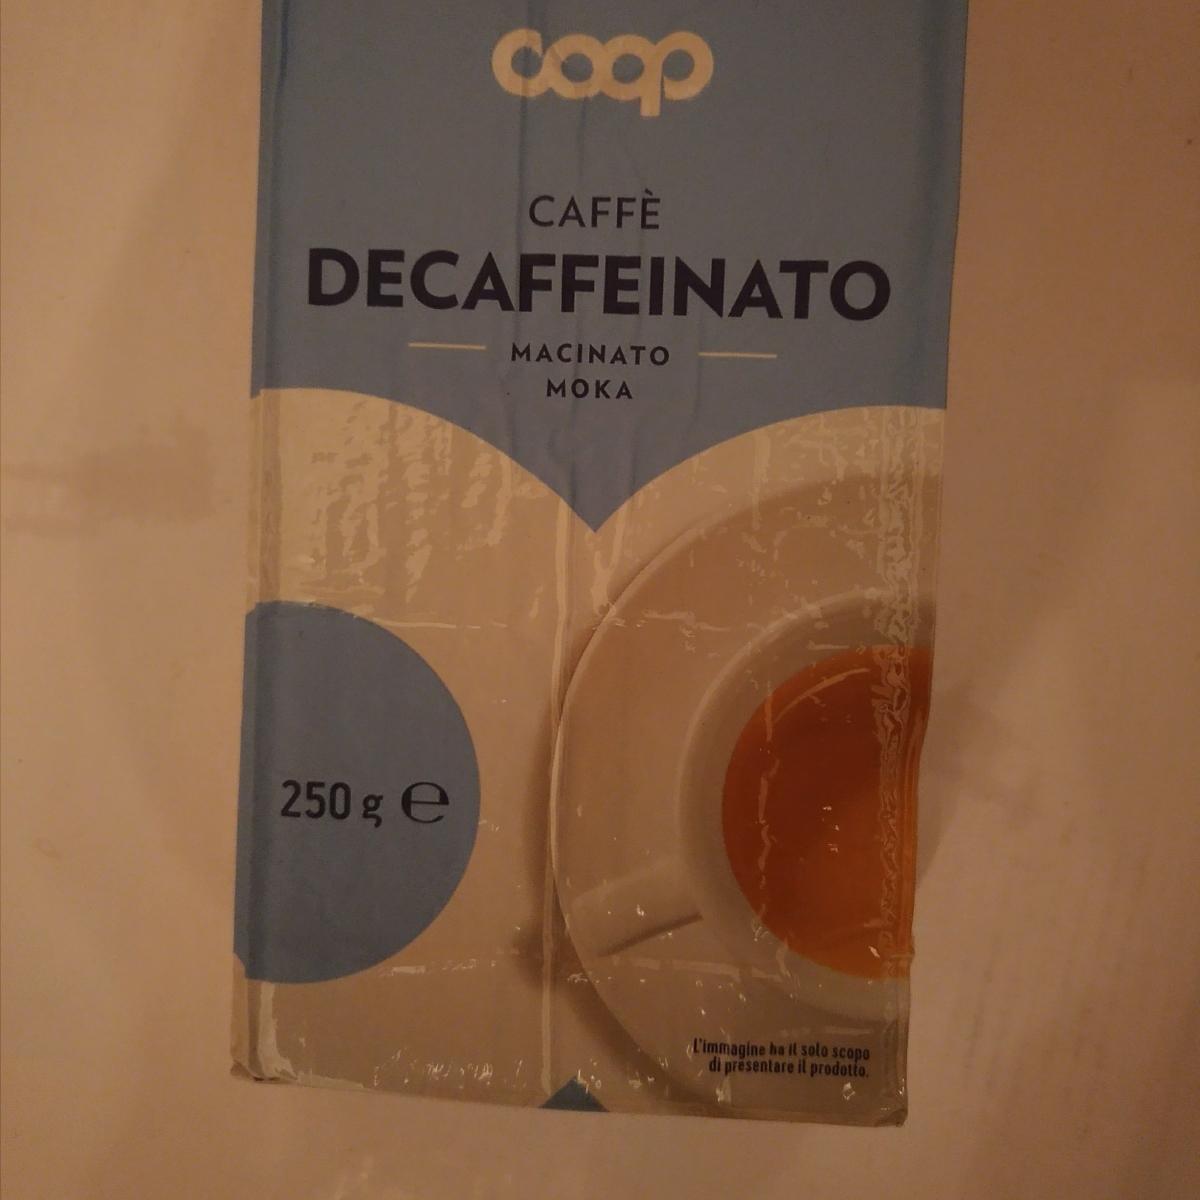 coop
CAFFÈ
DECAFFEINATO
MACINATO
MOKA
250 g ℮
L'immagine ha il solo scopo
di presentare il prodotto.